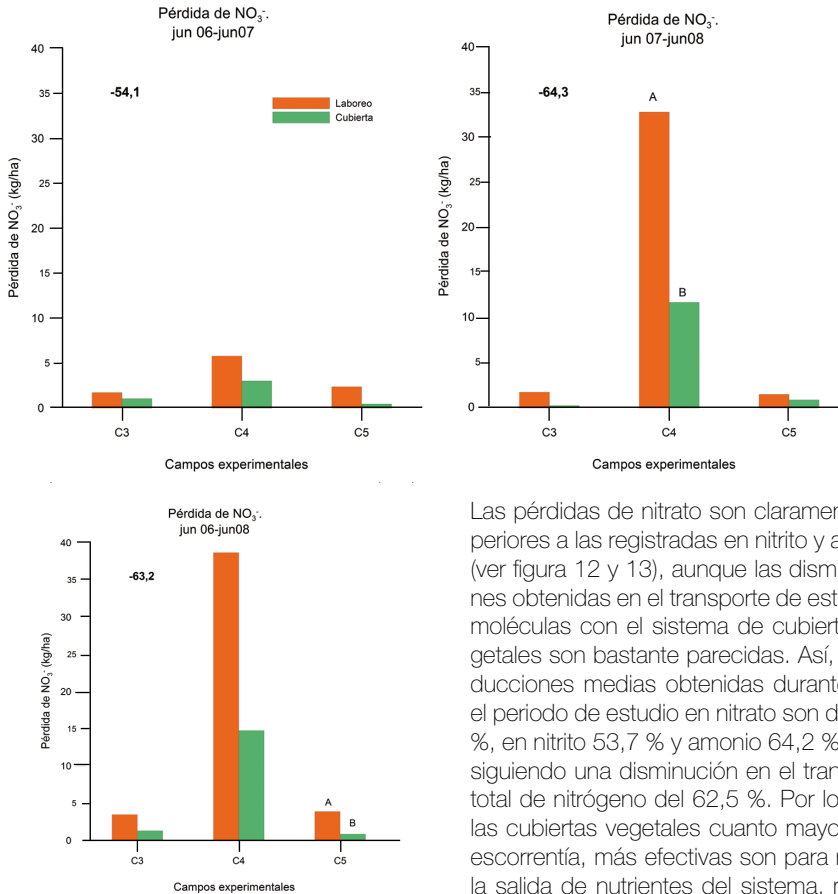 Pérdida de NO₃⁻.
jun 06-jun07
40
35
30
25
20
15
10
5
0
-54,1
Laboreo
Cubierta
Pérdida de NO₃⁻ (kg/ha)
C3
C4
C5
Campos experimentales
Pérdida de NO₃⁻.
jun 07-jun08
40
35
30
25
20
15
10
5
0
-64,3
A
B
Pérdida de NO₃⁻ (kg/ha)
C3
C4
C5
Campos experimentales
Pérdida de NO₃⁻.
jun 06-jun08
40
35
30
25
20
15
10
5
0
-63,2
A
B
Pérdida de NO₃⁻ (kg/ha)
C3
C4
C5
Campos experimentales
Las pérdidas de nitrato son claramen
periores a las registradas en nitrito y a
(ver figura 12 y 13), aunque las dism
nes obtenidas en el transporte de est
moléculas con el sistema de cubiert
getales son bastante parecidas. Así,
ducciones medias obtenidas durant
el periodo de estudio en nitrato son d
%, en nitrito 53,7 % y amonio 64,2 %
siguiendo una disminución en el tran
total de nitrógeno del 62,5 %. Por lo
las cubiertas vegetales cuanto mayo
escorrentía, más efectivas son para
la salida de nutrientes del sistema,